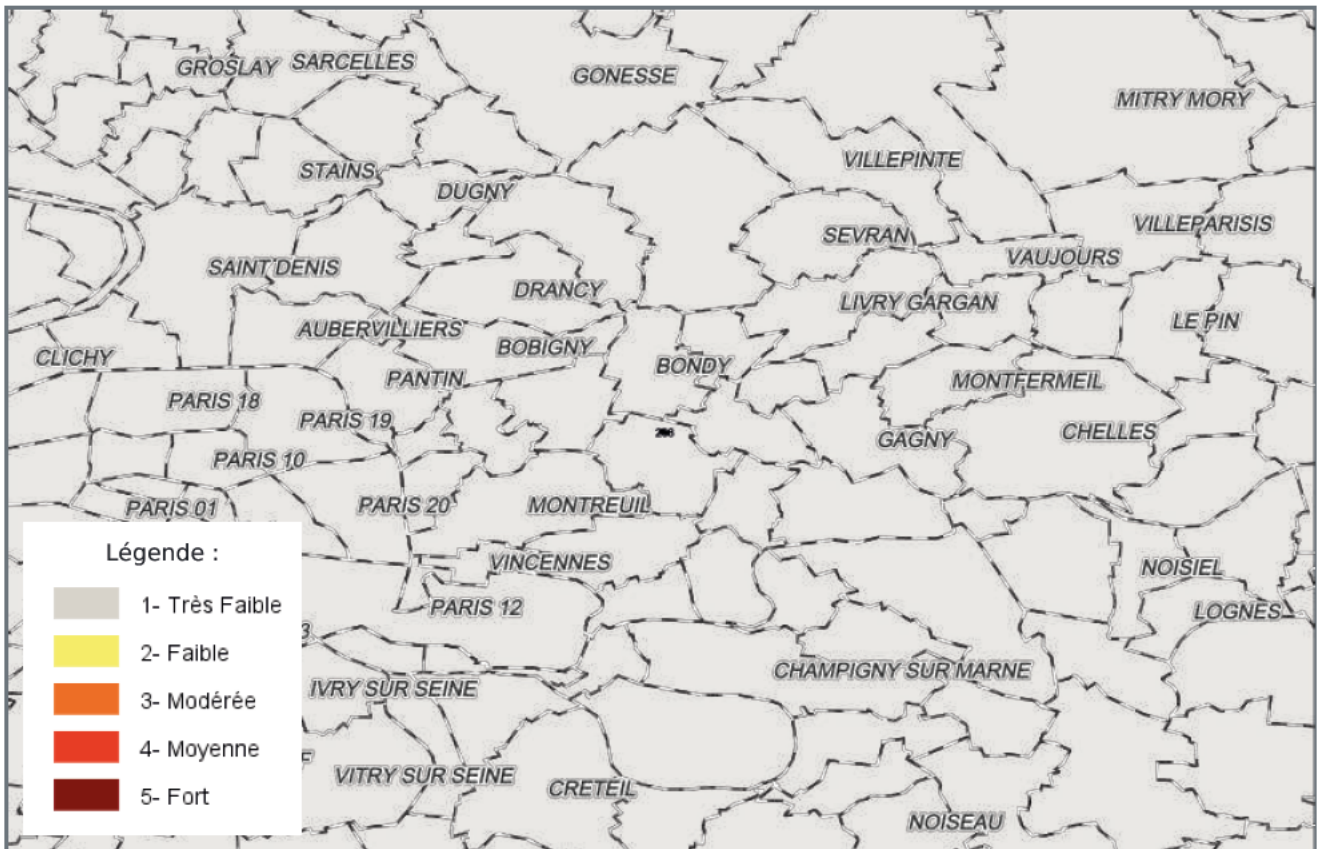 GROSLAY
SARCELLES
GONESSE
MITRY MORY
STAINS
VILLEPINTE
DUGNY
VILLEPARISIS
SEVRAN
VAUJOURS
SAINT DENIS
DRANCY
LIVRY GARGAN
LE PIN
AUBERVILLIERS
BOBIGNY
CLICHY
BONDY
PANTIN
MONTFERMEIL
PARIS 18
PARIS 19
CHELLES
GAGNY
PARIS 10
PARIS 20
MONTREUIL
PARIS 01
VINCENNES
NOISIEL
PARIS 12
LOGNES
CHAMPIGNY SUR MARNE
IVRY SUR SEINE
VITRY SUR SEINE
CRETEIL
NOISEAU
Légende :
1- Très Faible
2- Faible
3- Modérée
4- Moyenne
5- Fort